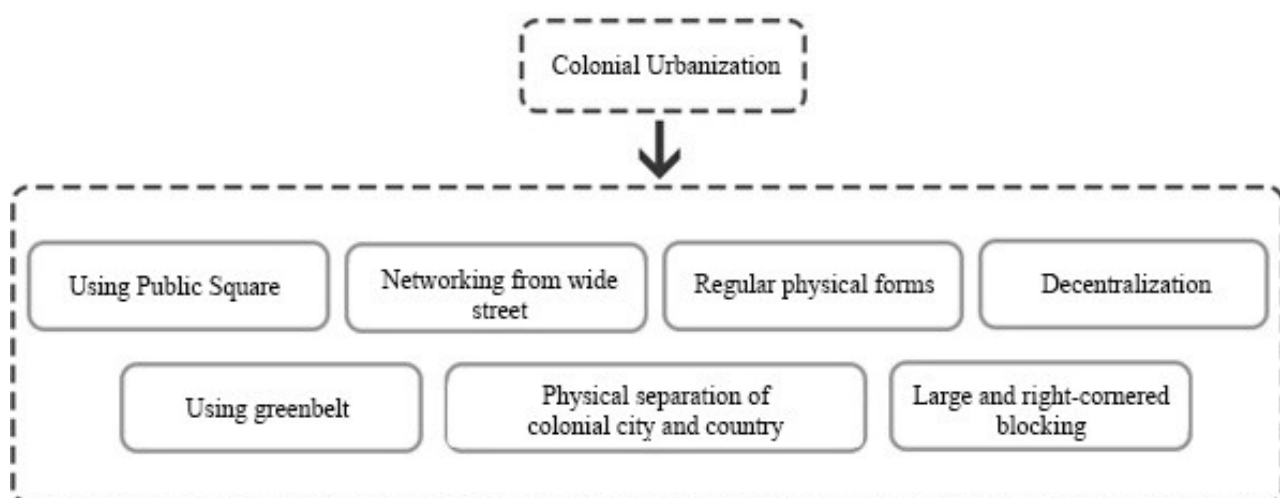 Colonial Urbanization
Using Public Square
Networking from wide
street
Regular physical forms
Decentralization
Using greenbelt
Physical separation of
colonial city and country
Large and right-cornered
blocking